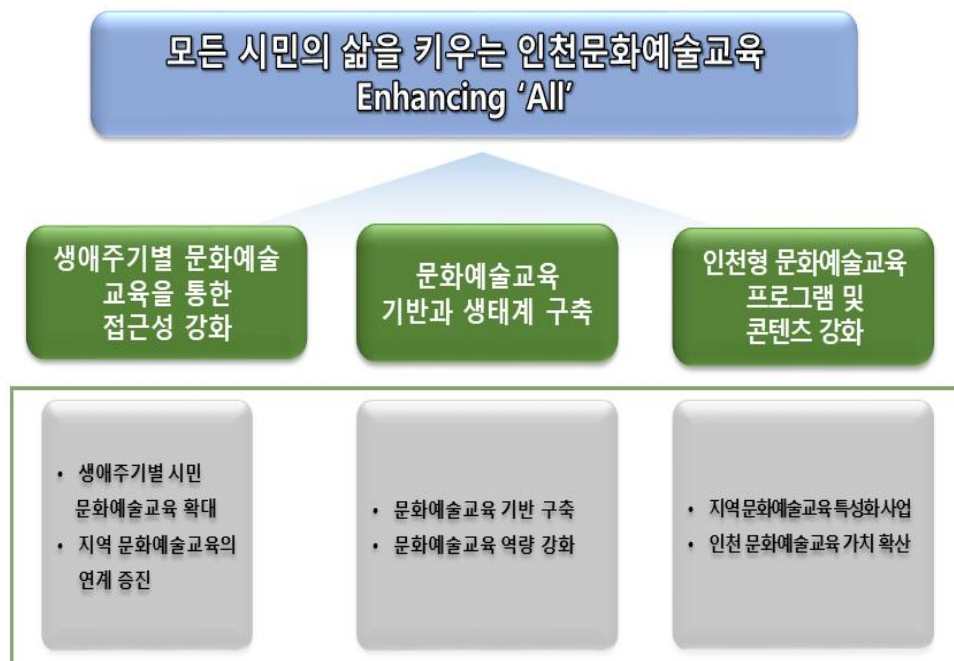 모든 시민의 삶을 키우는 인천문화예술교육
Enhancing ‘All’
생애주기별 문화예술
교육을 통한
접근성 강화
문화예술교육
기반과 생태계 구축
인천형 문화예술교육
프로그램 및
콘텐츠 강화
• 생애주기별 시민
문화예술교육 확대
• 지역 문화예술교육의
연계 증진
• 문화예술교육 기반 구축
• 문화예술교육 역량 강화
• 지역 문화예술교육 특성화 사업
• 인천 문화예술교육 가치 확산